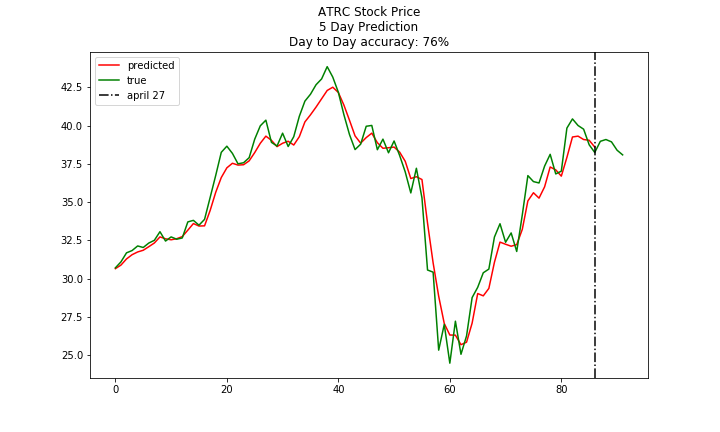 ATRC Stock Price
5 Day Prediction
Day to Day accuracy: 76%
predicted
true
april 27
42.5
40.0
37.5
35.0
32.5
30.0
27.5
25.0
0 20 40 60 80